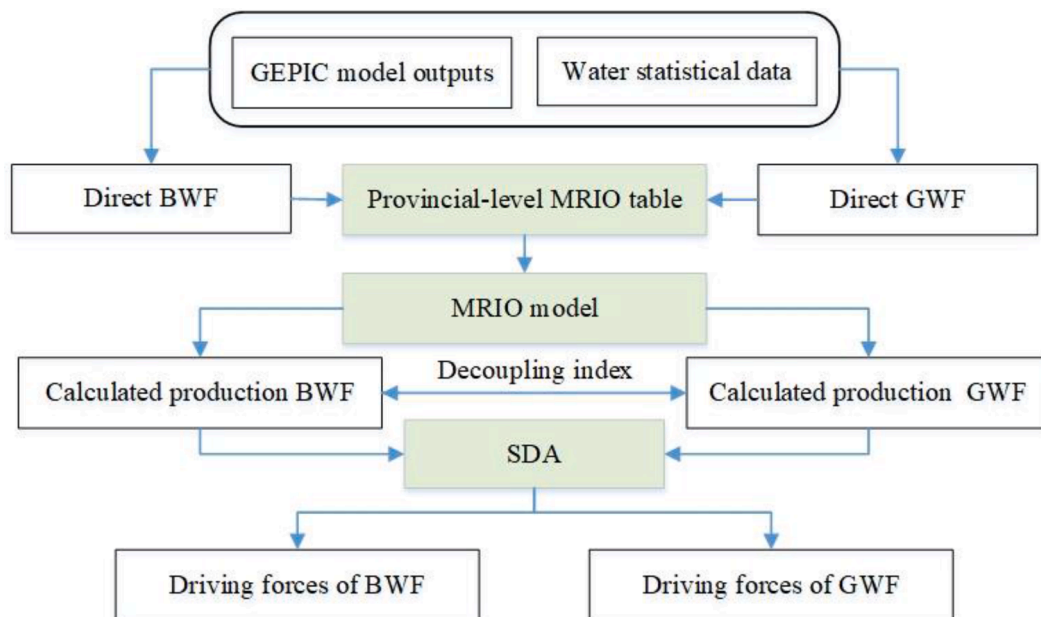 GEPIC model outputs
Water statistical data
Direct BWF
Provincial-level MRIO table
Direct GWF
MRIO model
Decoupling index
Calculated production BWF
Calculated production GWF
SDA
Driving forces of BWF
Driving forces of GWF